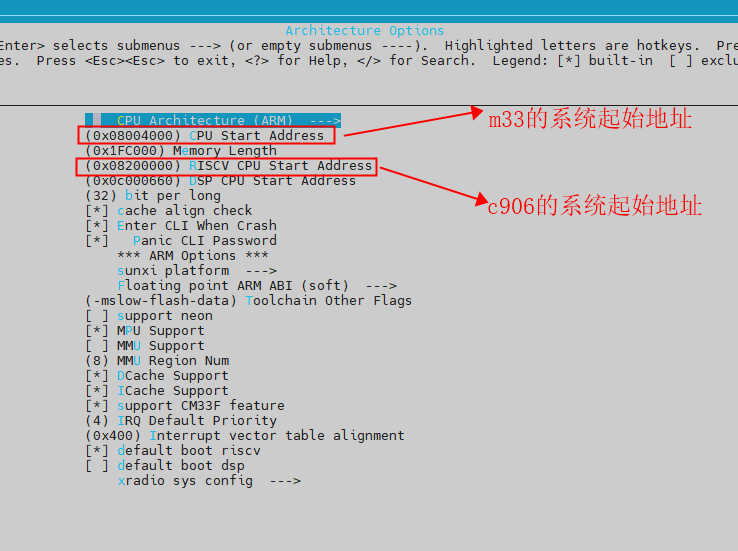 Architecture Options
Enter> selects submenus ---> (or empty submenus ----).  Highlighted letters are hotkeys.  Pre
es.  Press <Esc><Esc> to exit, <?> for Help, </> for Search.  Legend: [*] built-in  [ ] exclu
CPU Architecture (ARM)  --->
(0x08004000) CPU Start Address
m33的系统起始地址
(0x1FC000) Memory Length
(0x08200000) RISCV CPU Start Address
(0x0c000660) DSP CPU Start Address
c906的系统起始地址
(32) bit per long
[*] cache align check
[*] Enter CLI When Crash
[*]   Panic CLI Password
*** ARM Options ***
sunxi platform  --->
Floating point ARM ABI (soft)  --->
(-mslow-flash-data) Toolchain Other Flags
[ ] support neon
[*] MPU Support
[ ] MMU Support
(8) MMU Region Num
[*] DCache Support
[*] ICache Support
[*] support CM33F feature
(4) IRQ Default Priority
(0x400) Interrupt vector table alignment
[*] default boot riscv
[ ] default boot dsp
xradio sys config  --->